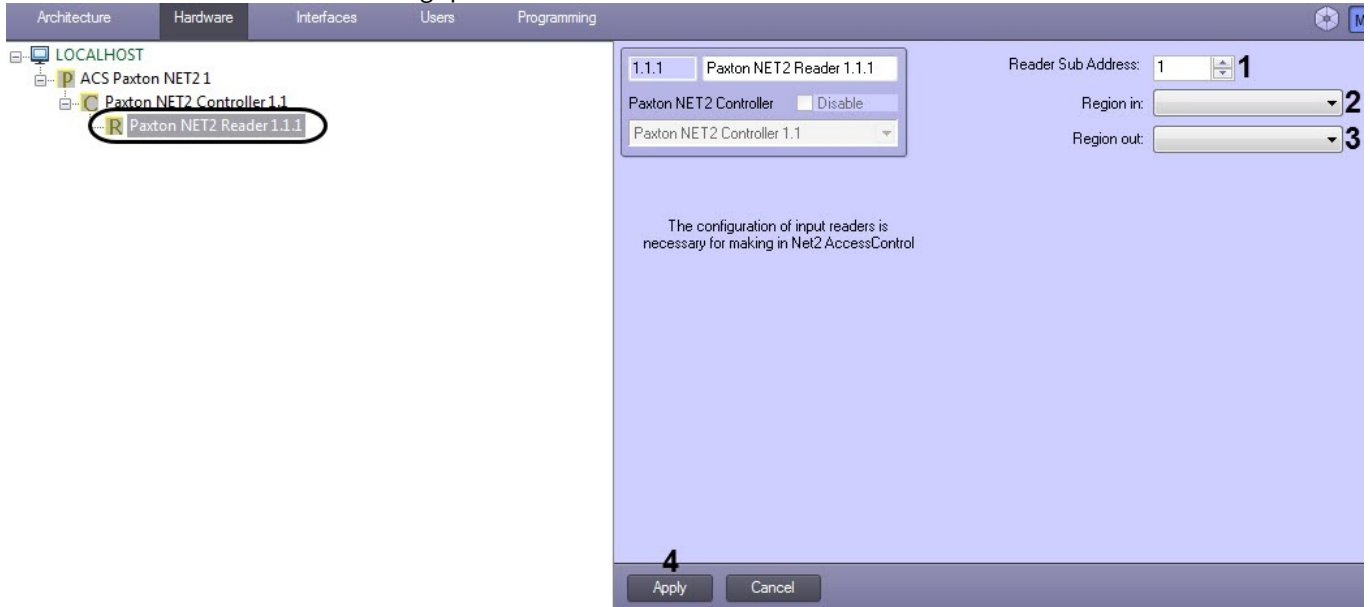 Architecture Hardware Interfaces Users Programming
LOCALHOST
P ACS Paxton NET2 1
C Paxton NET2 Controller 1.1
R Paxton NET2 Reader 1.1.1
1.1.1 Paxton NET2 Reader 1.1.1
Paxton NET2 Controller Disable
Paxton NET2 Controller 1.1
Reader Sub Address: 1 1
Region in: 2
Region out: 3
The configuration of input readers is
necessary for making in Net2 AccessControl
4
Apply Cancel